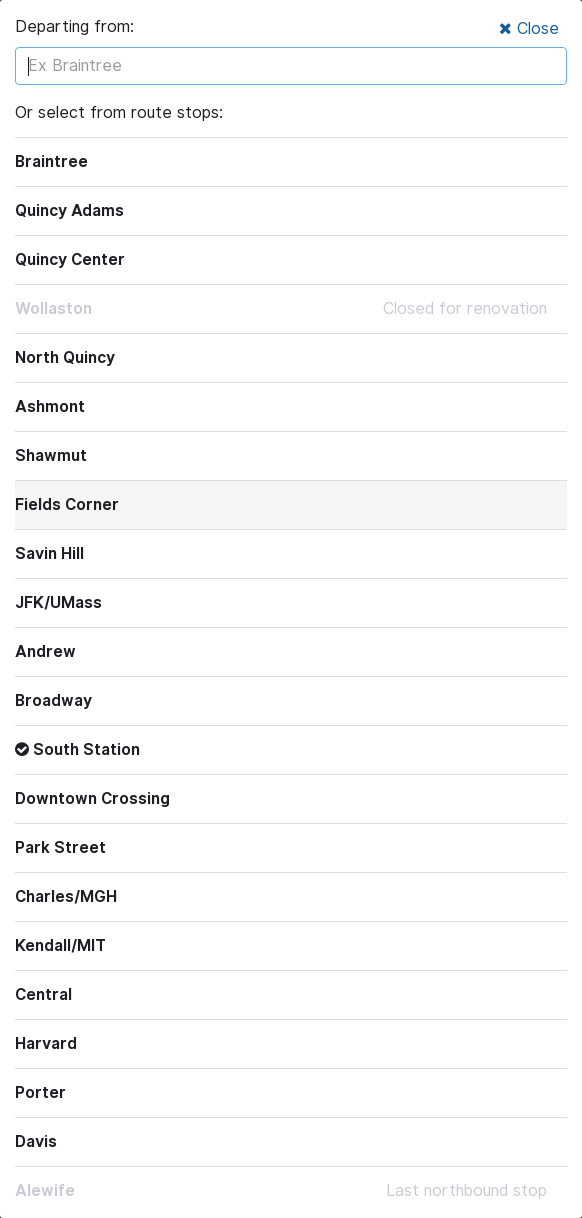 Departing from:
Close
Ex Braintree
Or select from route stops:
Braintree
Quincy Adams
Quincy Center
Wollaston Closed for renovation
North Quincy
Ashmont
Shawmut
Fields Corner
Savin Hill
JFK/UMass
Andrew
Broadway
South Station
Downtown Crossing
Park Street
Charles/MGH
Kendall/MIT
Central
Harvard
Porter
Davis
Alewife Last northbound stop